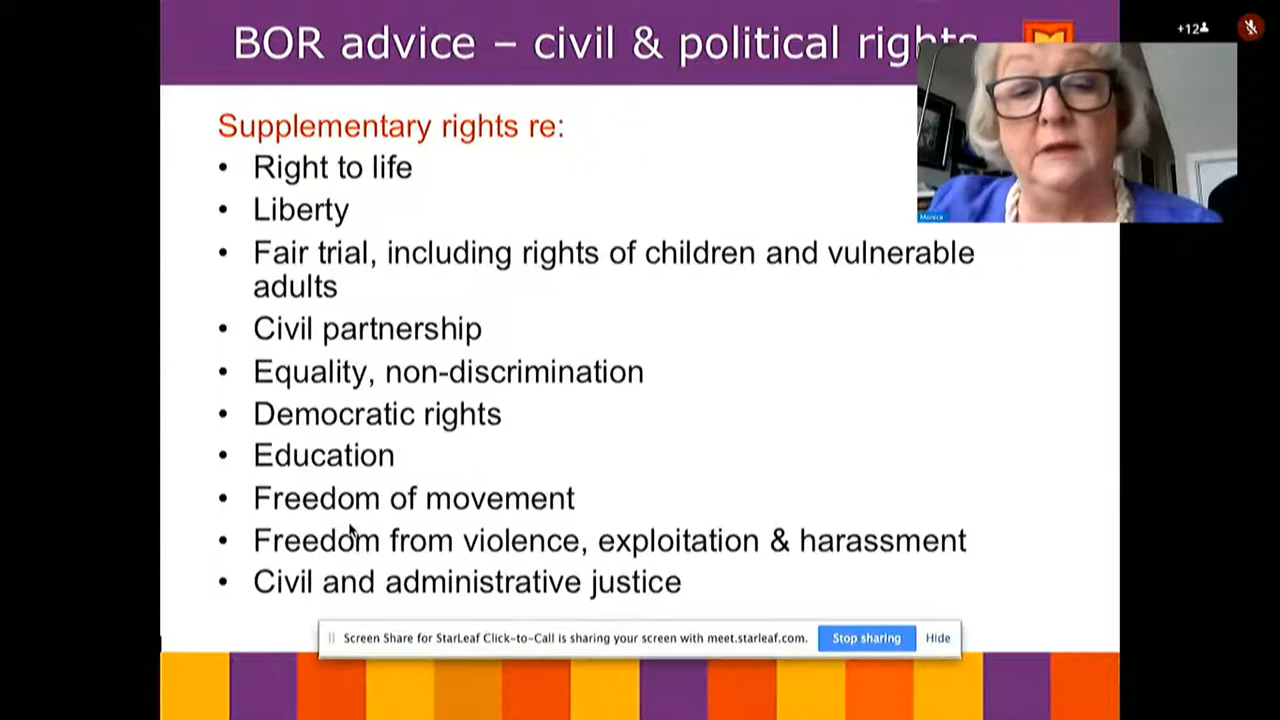 BOR advice – civil & political rights
+12
Supplementary rights re:
• Right to life
• Liberty
• Fair trial, including rights of children and vulnerable
adults
• Civil partnership
• Equality, non-discrimination
• Democratic rights
• Education
• Freedom of movement
• Freedom from violence, exploitation & harassment
• Civil and administrative justice
Monica
Screen Share for StarLeaf Click-to-Call is sharing your screen with meet.starleaf.com.
Stop sharing
Hide